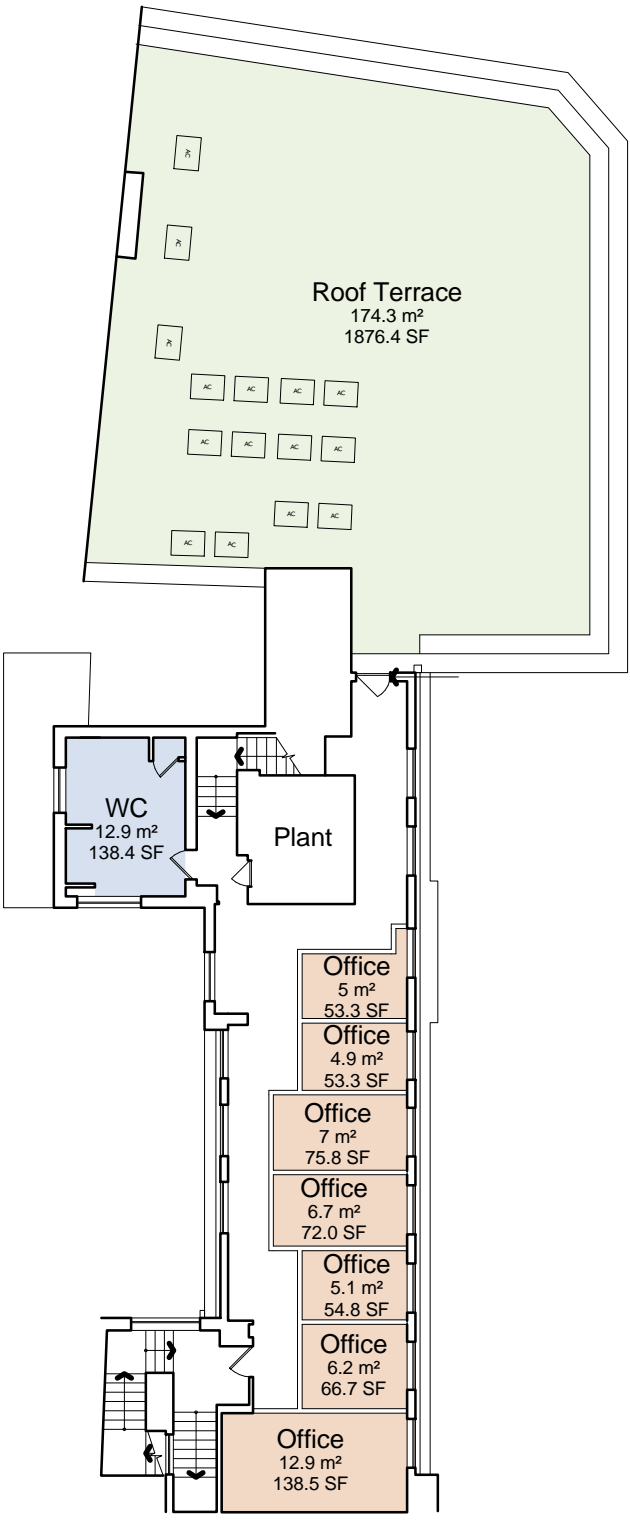 AC
AC
Roof Terrace
174.3 m²
1876.4 SF
AC
AC AC AC AC
AC AC AC AC
AC AC
AC AC
WC
12.9 m²
138.4 SF
Plant
Office
5 m²
53.3 SF
Office
4.9 m²
53.3 SF
Office
7 m²
75.8 SF
Office
6.7 m²
72.0 SF
Office
5.1 m²
54.8 SF
Office
6.2 m²
66.7 SF
Office
12.9 m²
138.5 SF